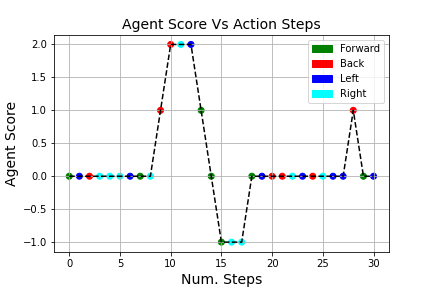 Agent Score Vs Action Steps
2.0
1.5
1.0
0.5
0.0
−0.5
−1.0
Agent Score
Forward
Back
Left
Right
0 5 10 15 20 25 30
Num. Steps